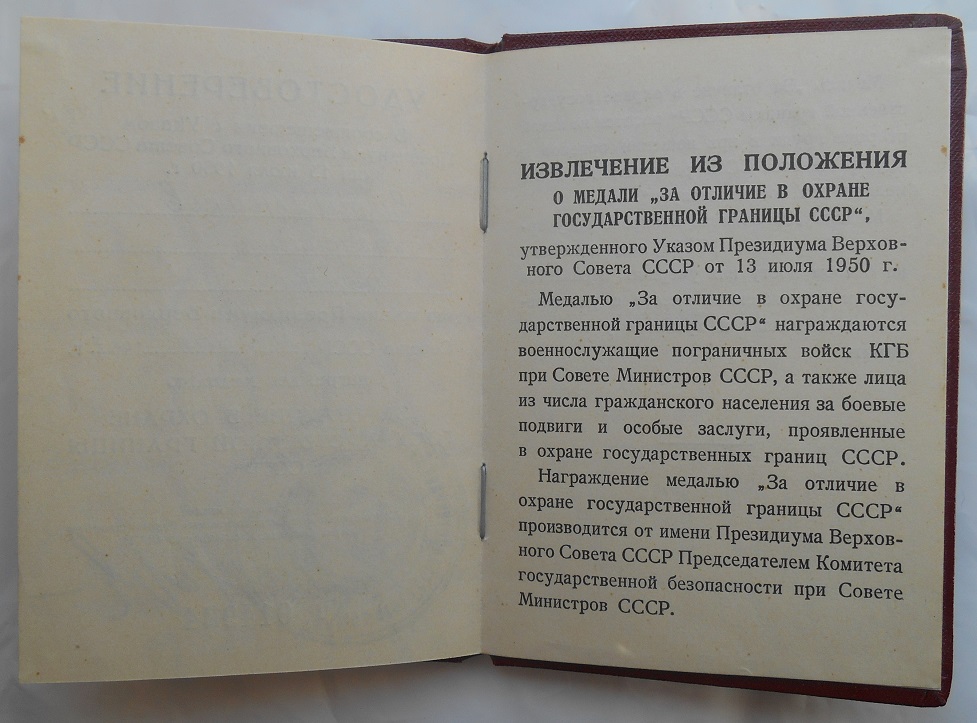 УДОСТОВЕРЕНИЕ
ИЗВЛЕЧЕНИЕ ИЗ ПОЛОЖЕНИЯ
О МЕДАЛИ „ЗА ОТЛИЧИЕ В ОХРАНЕ
ГОСУДАРСТВЕННОЙ ГРАНИЦЫ СССР“,
утвержденного Указом Президиума Верхов-
ного Совета СССР от 13 июля 1950 г.
Медалью „За отличие в охране госу-
дарственной границы СССР“ награждаются
военнослужащие пограничных войск КГБ
при Совете Министров СССР, а также лица
из числа гражданского населения за боевые
подвиги и особые заслуги, проявленные
в охране государственных границ СССР.
Награждение медалью „За отличие в
охране государственной границы СССР“
производится от имени Президиума Верхов-
ного Совета СССР Председателем Комитета
государственной безопасности при Совете
Министров СССР.